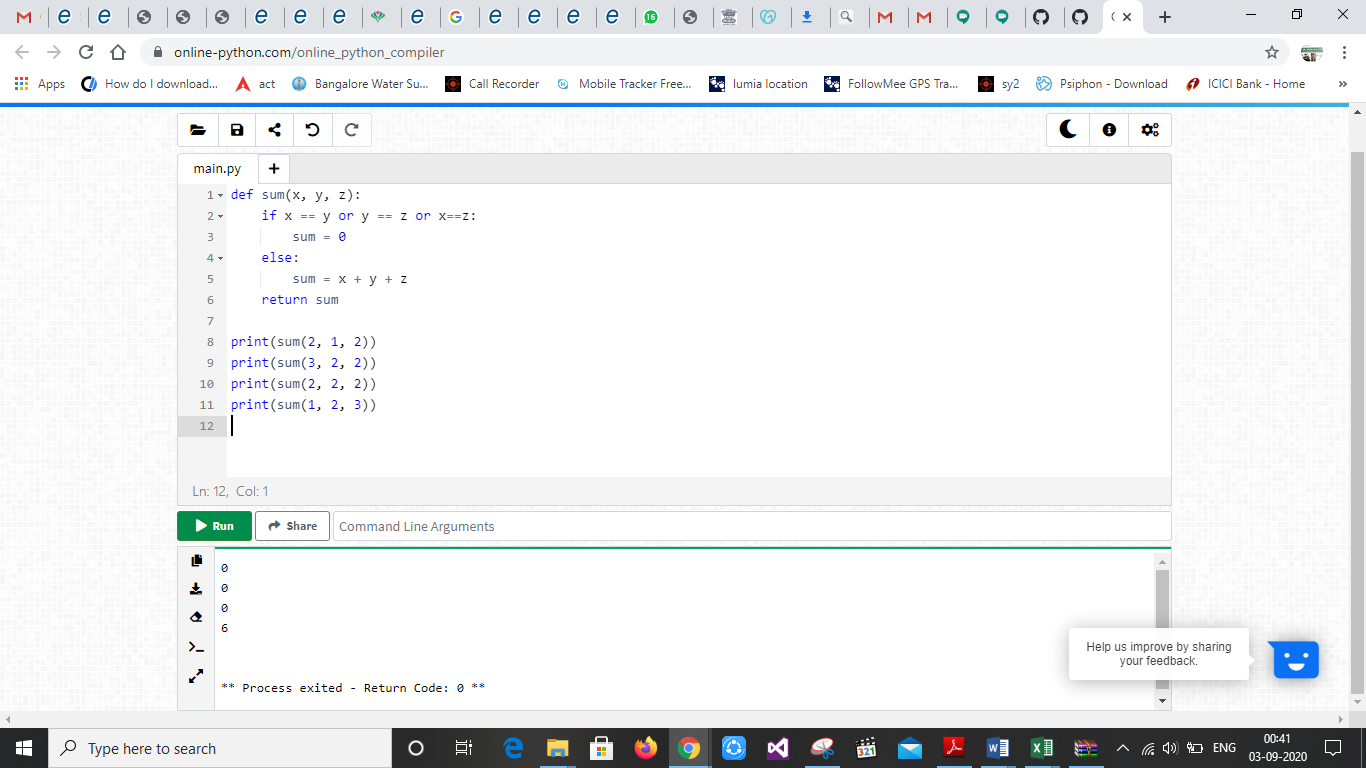 16
online-python.com/online_python_compiler
Apps How do I download... act Bangalore Water Su... Call Recorder Mobile Tracker Free... lumia location FollowMee GPS Tra... sy2 Psiphon - Download ICICI Bank - Home »
main.py +
1 def sum(x, y, z):
2     if x == y or y == z or x==z:
3         sum = 0
4     else:
5         sum = x + y + z
6     return sum
7
8 print(sum(2, 1, 2))
9 print(sum(3, 2, 2))
10 print(sum(2, 2, 2))
11 print(sum(1, 2, 3))
12
Ln: 12, Col: 1
Run Share Command Line Arguments
0
0
0
6
Help us improve by sharing
your feedback.
** Process exited - Return Code: 0 **
Type here to search
321
ENG
00:41
03-09-2020